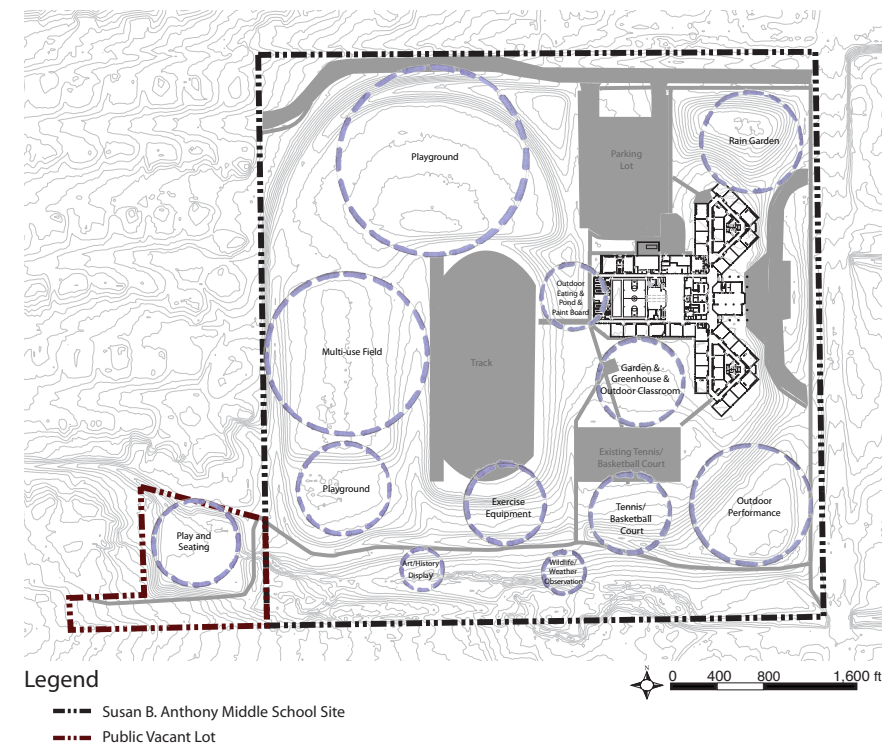 Playground
Parking
Lot
Rain Garden
Outdoor
Eating &
Pond &
Paint Board
Multi-use Field
Track
Garden &
Greenhouse &
Outdoor Classroom
Existing Tennis/
Basketball Court
Playground
Exercise
Equipment
Tennis/
Basketball
Court
Outdoor
Performance
Play and
Seating
Art/History
Display
Wildlife/
Weather
Observation
Legend
N
0 400 800 1,600 ft
Susan B. Anthony Middle School Site
Public Vacant Lot